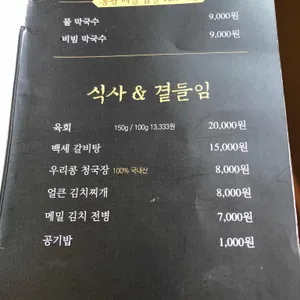 물 막국수 9,000원
비빔 막국수 9,000원
식사 & 곁들임
육회 150g / 100g 13,333원 20,000원
백세 갈비탕 15,000원
우리콩 청국장 100% 국내산 8,000원
얼큰 김치찌개 8,000원
메밀 김치 전병 7,000원
공기밥 1,000원